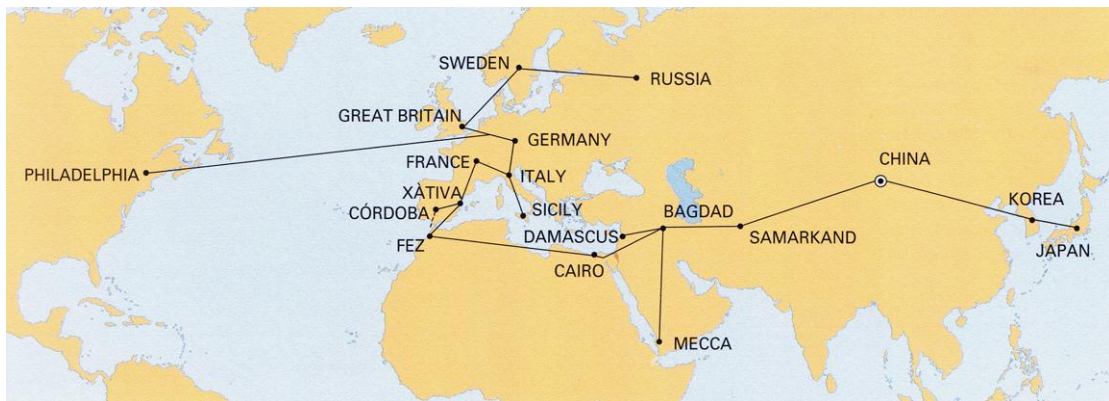 SWEDEN
RUSSIA
GREAT BRITAIN
GERMANY
FRANCE
CHINA
PHILADELPHIA
ITALY
XÀTIVA
KOREA
CÓRDOBA
SICILY
BAGDAD
DAMASCUS
SAMARKAND
FEZ
JAPAN
CAIRO
MECCA